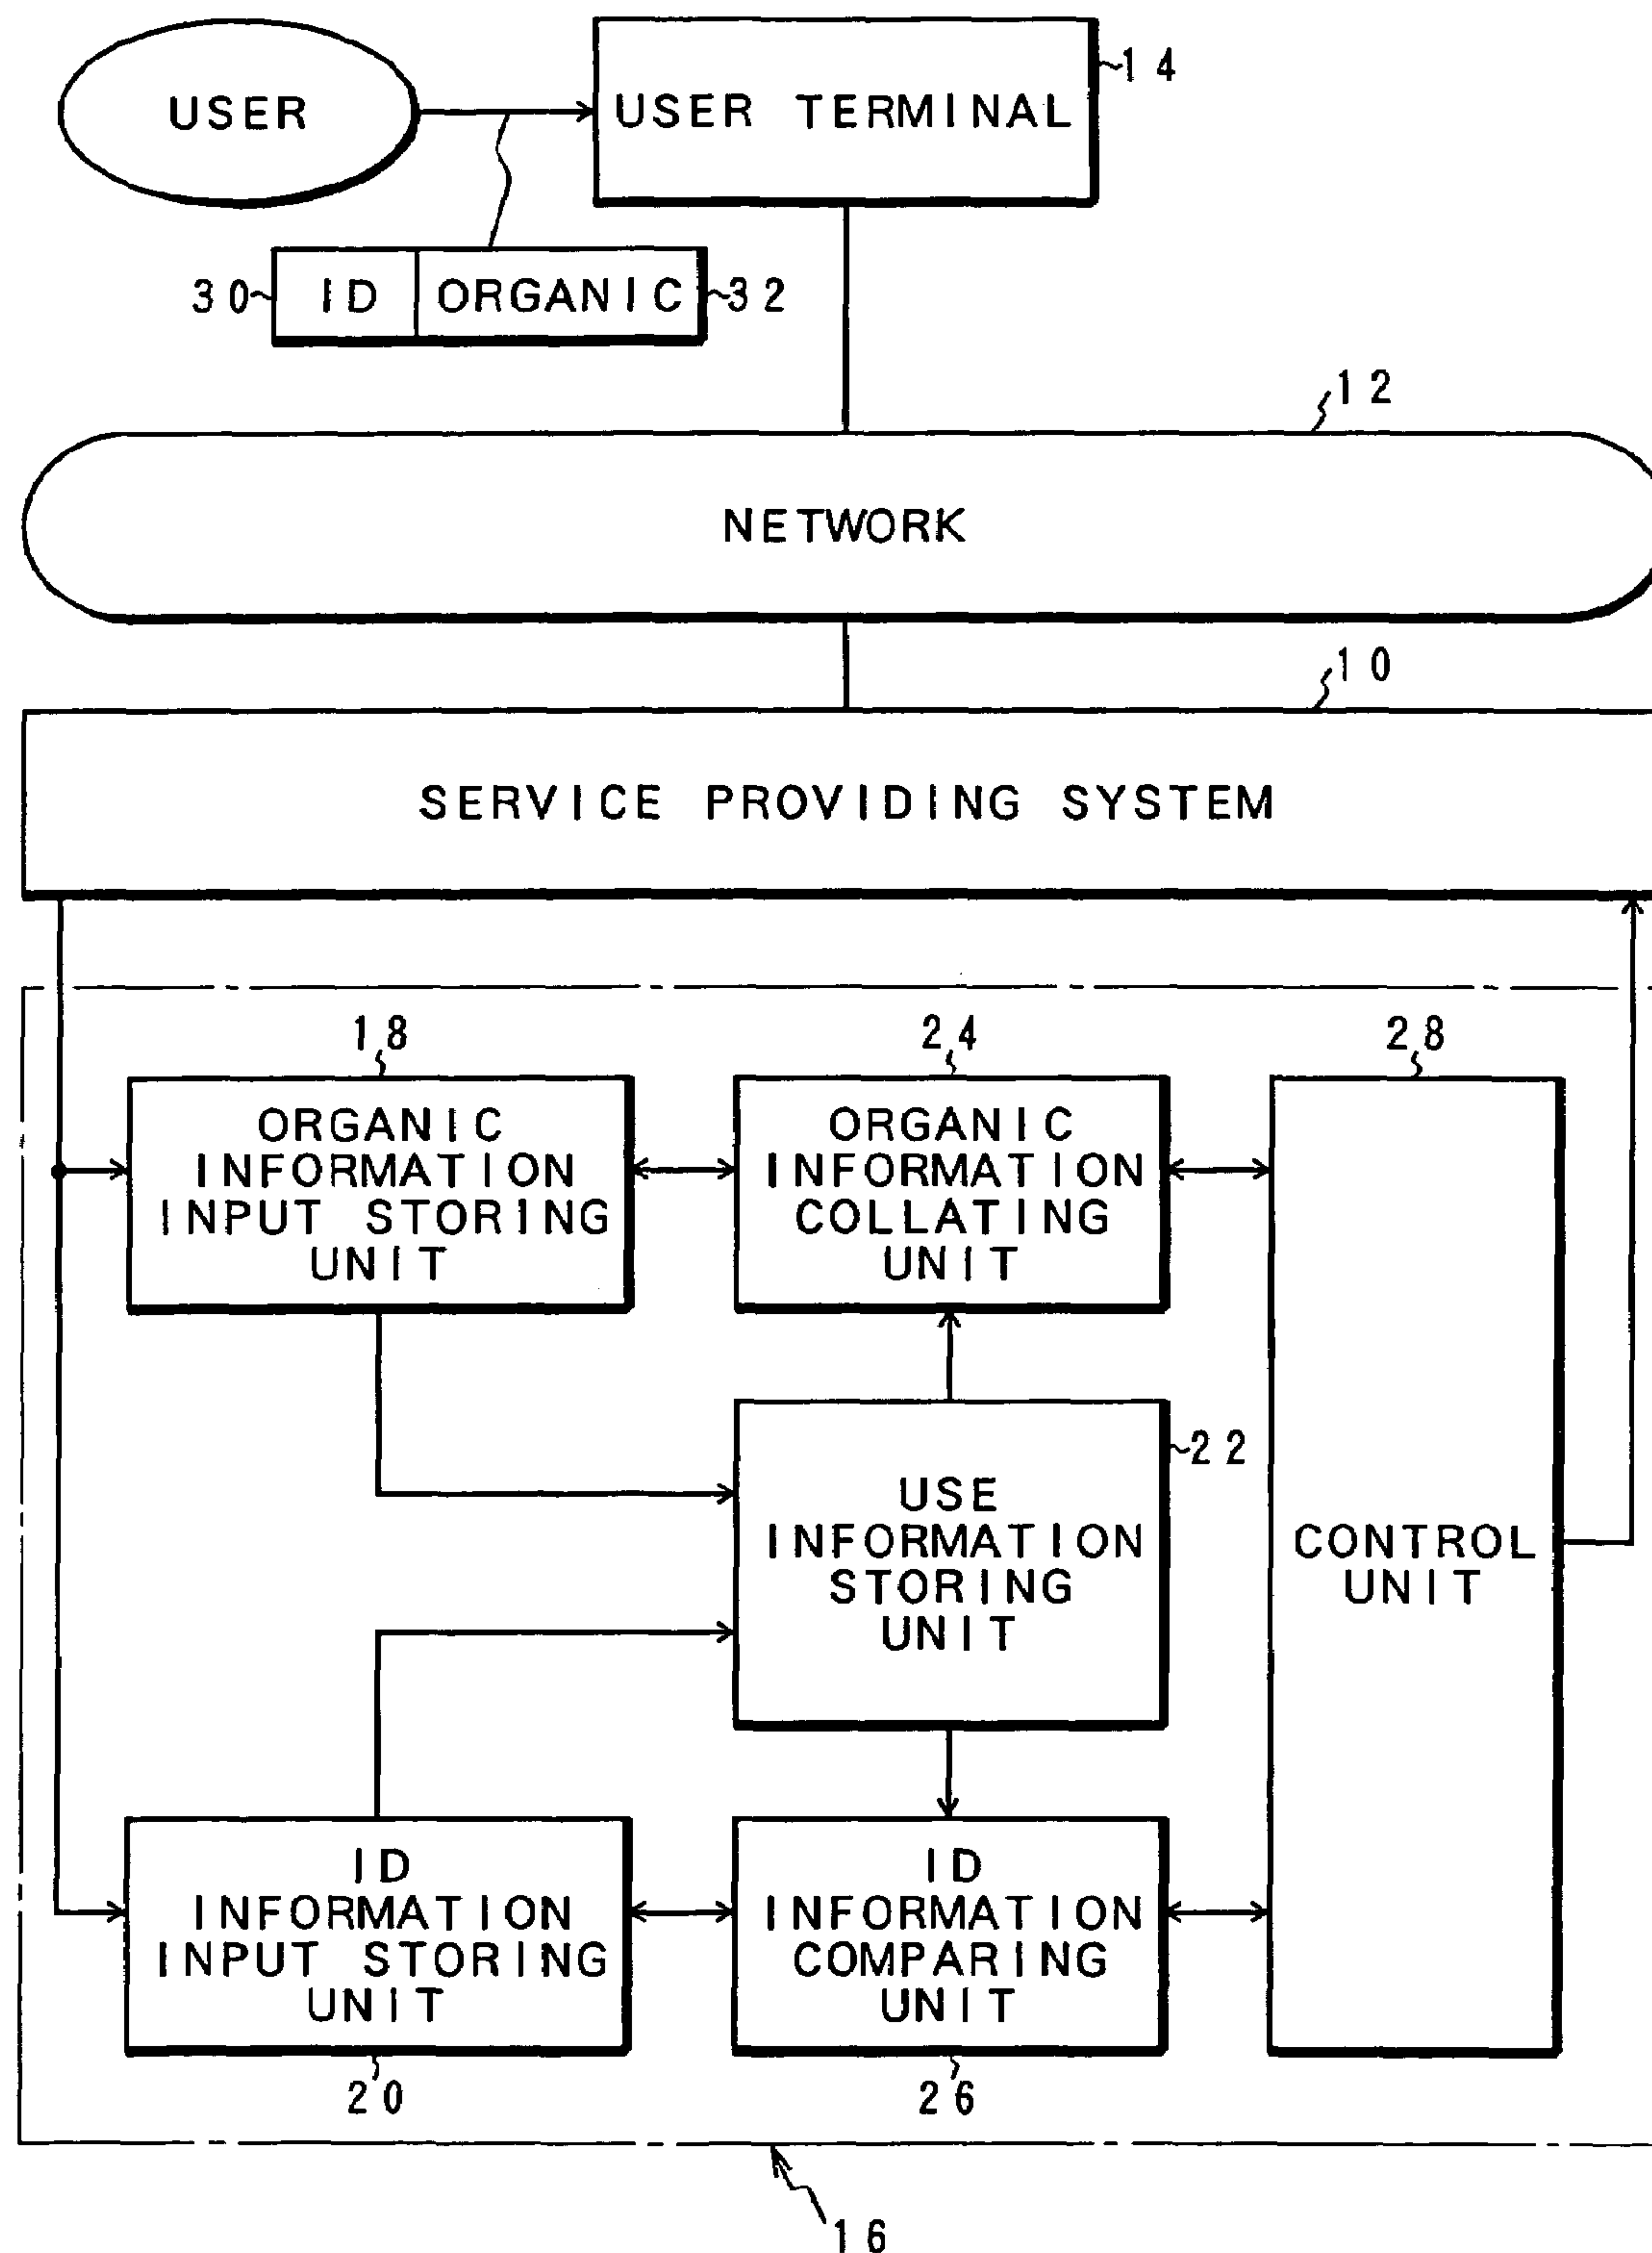 USER
USER TERMINAL
14
30
ID
ORGANIC
32
12
NETWORK
10
SERVICE PROVIDING SYSTEM
18
24
28
ORGANIC
INFORMATION
INPUT STORING
UNIT
ORGANIC
INFORMATION
COLLATING
UNIT
22
USE
INFORMATION
STORING
UNIT
CONTROL
UNIT
ID
INFORMATION
INPUT STORING
UNIT
ID
INFORMATION
COMPARING
UNIT
20
26
16